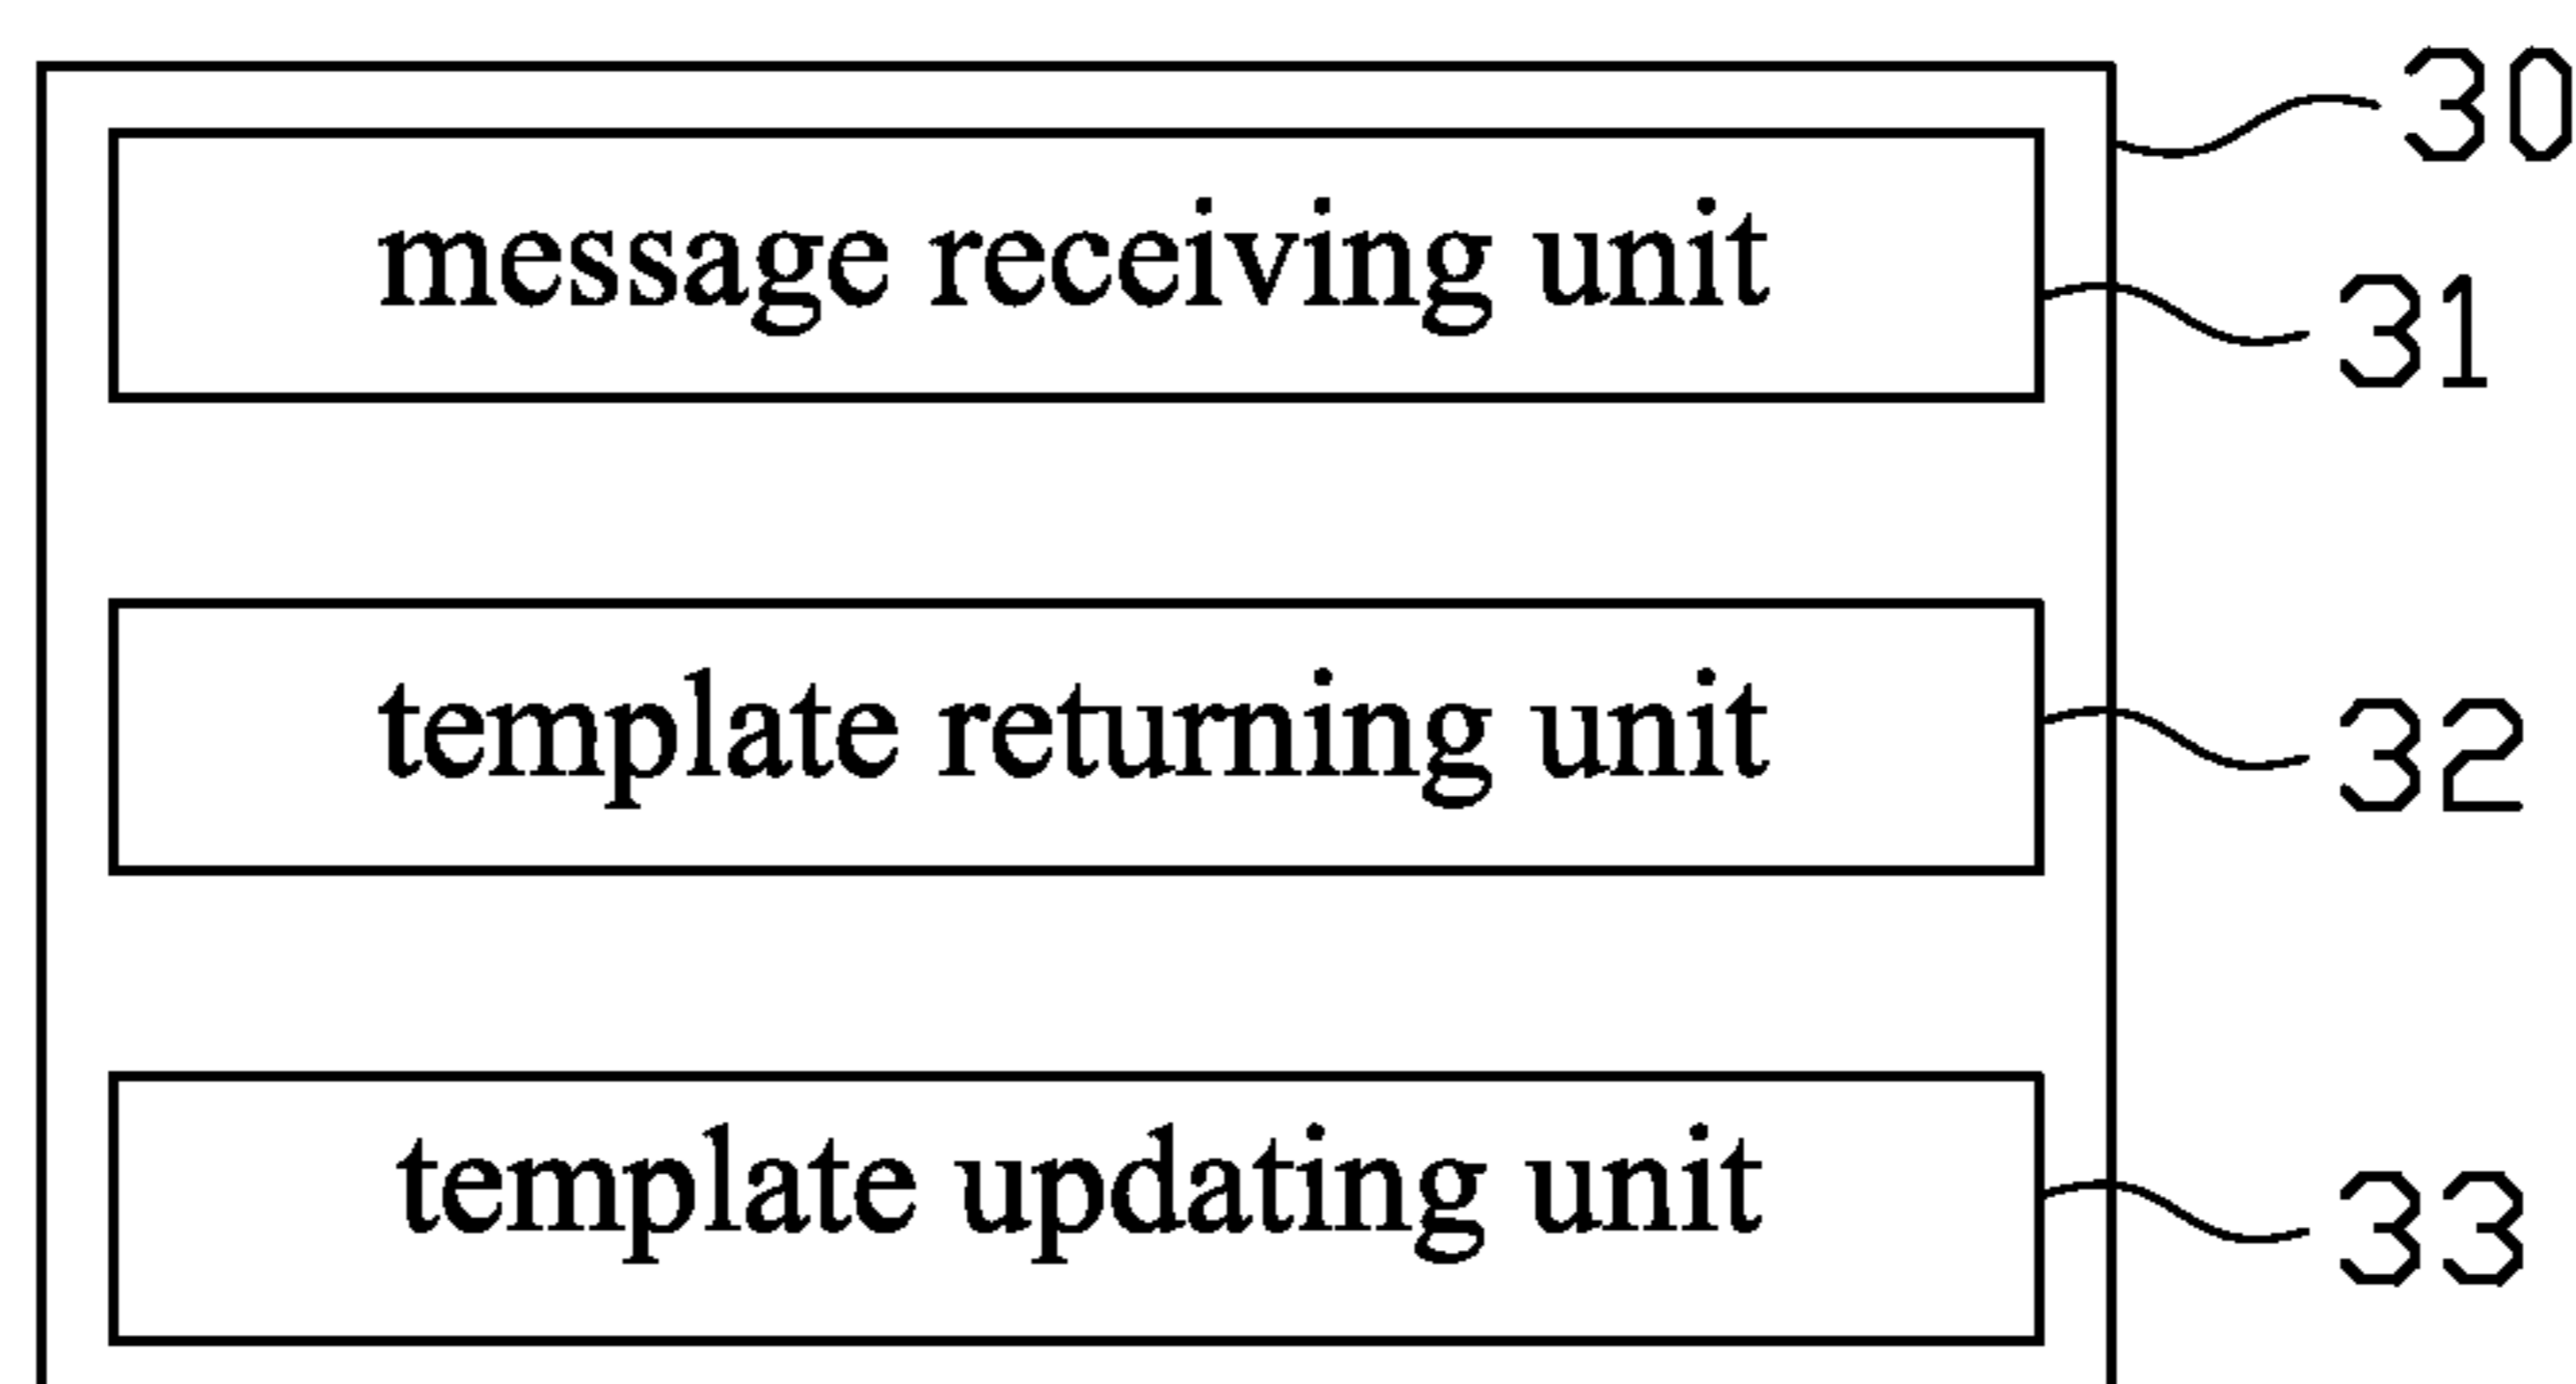 30
message receiving unit
31
template returning unit
32
template updating unit
33